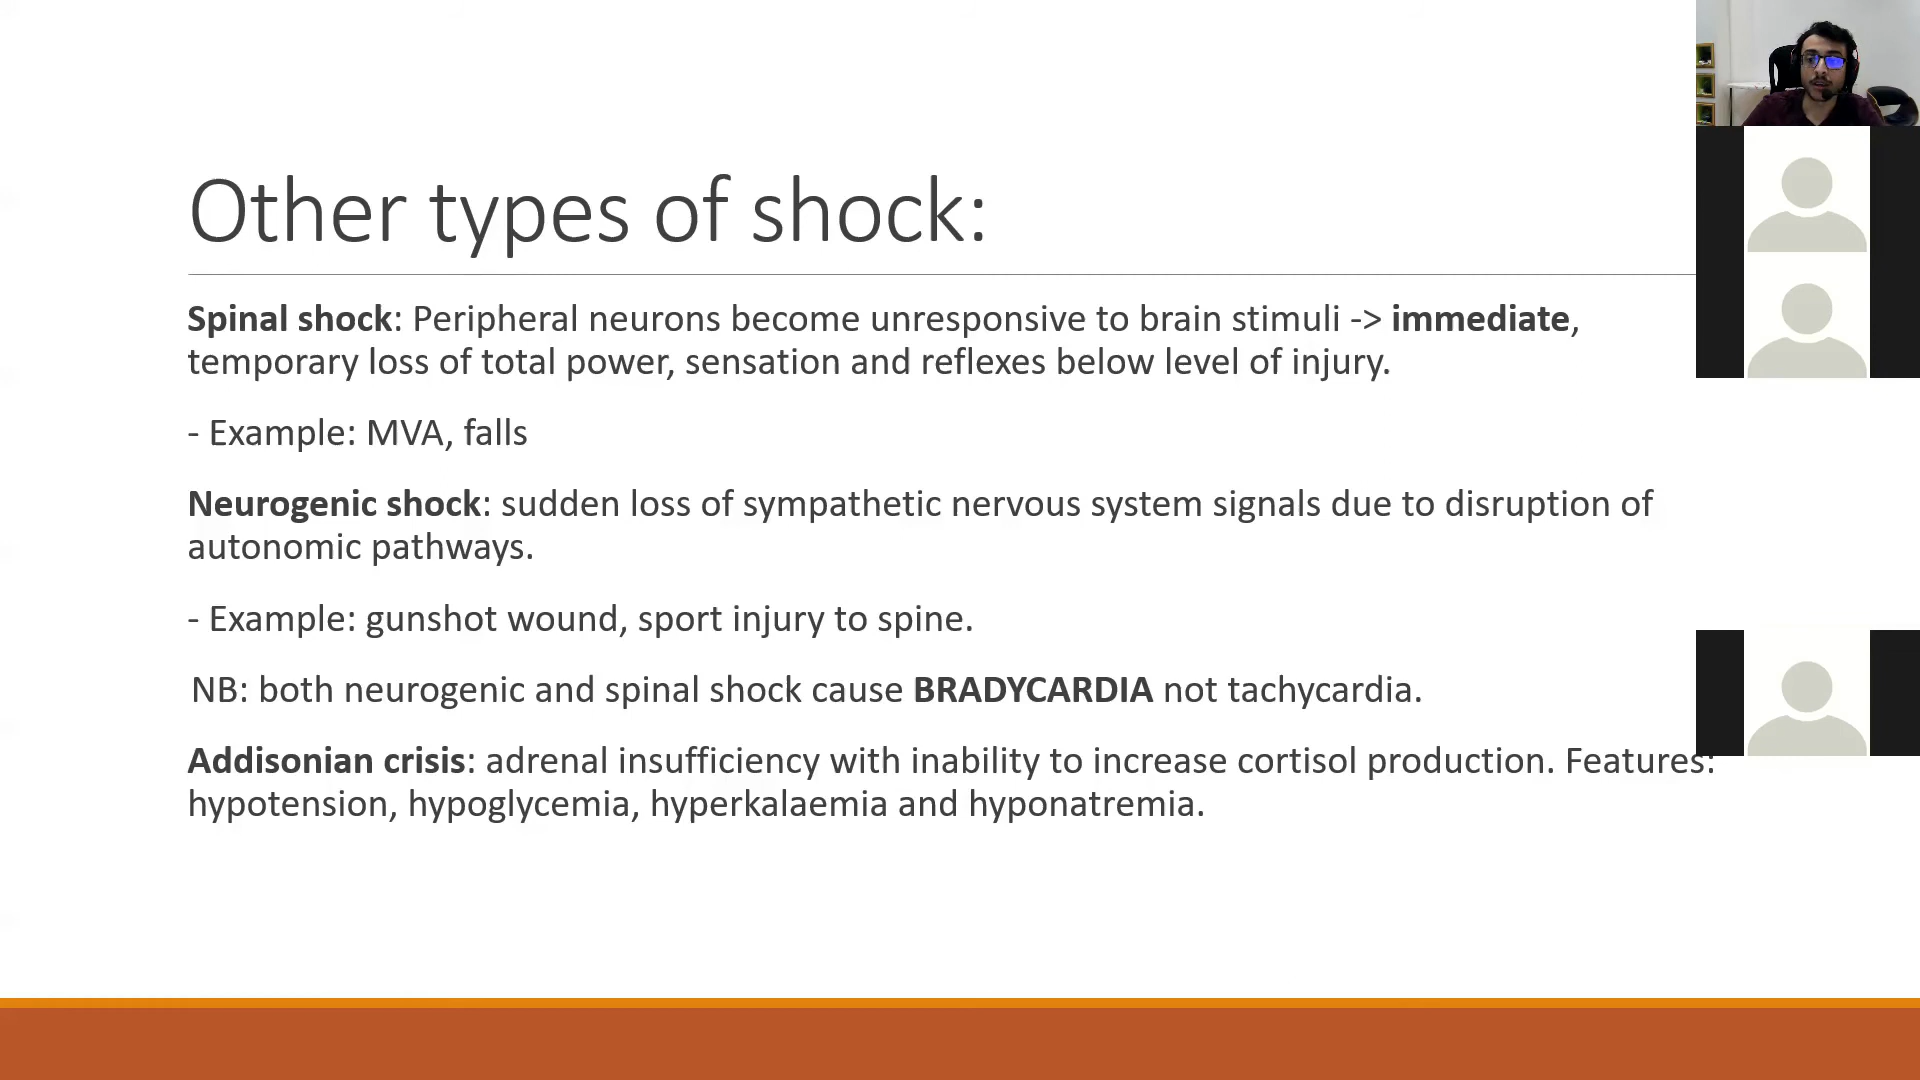 Other types of shock:
Spinal shock: Peripheral neurons become unresponsive to brain stimuli -> immediate,
temporary loss of total power, sensation and reflexes below level of injury.
- Example: MVA, falls
Neurogenic shock: sudden loss of sympathetic nervous system signals due to disruption of
autonomic pathways.
- Example: gunshot wound, sport injury to spine.
NB: both neurogenic and spinal shock cause BRADYCARDIA not tachycardia.
Addisonian crisis: adrenal insufficiency with inability to increase cortisol production. Features:
hypotension, hypoglycemia, hyperkalaemia and hyponatremia.